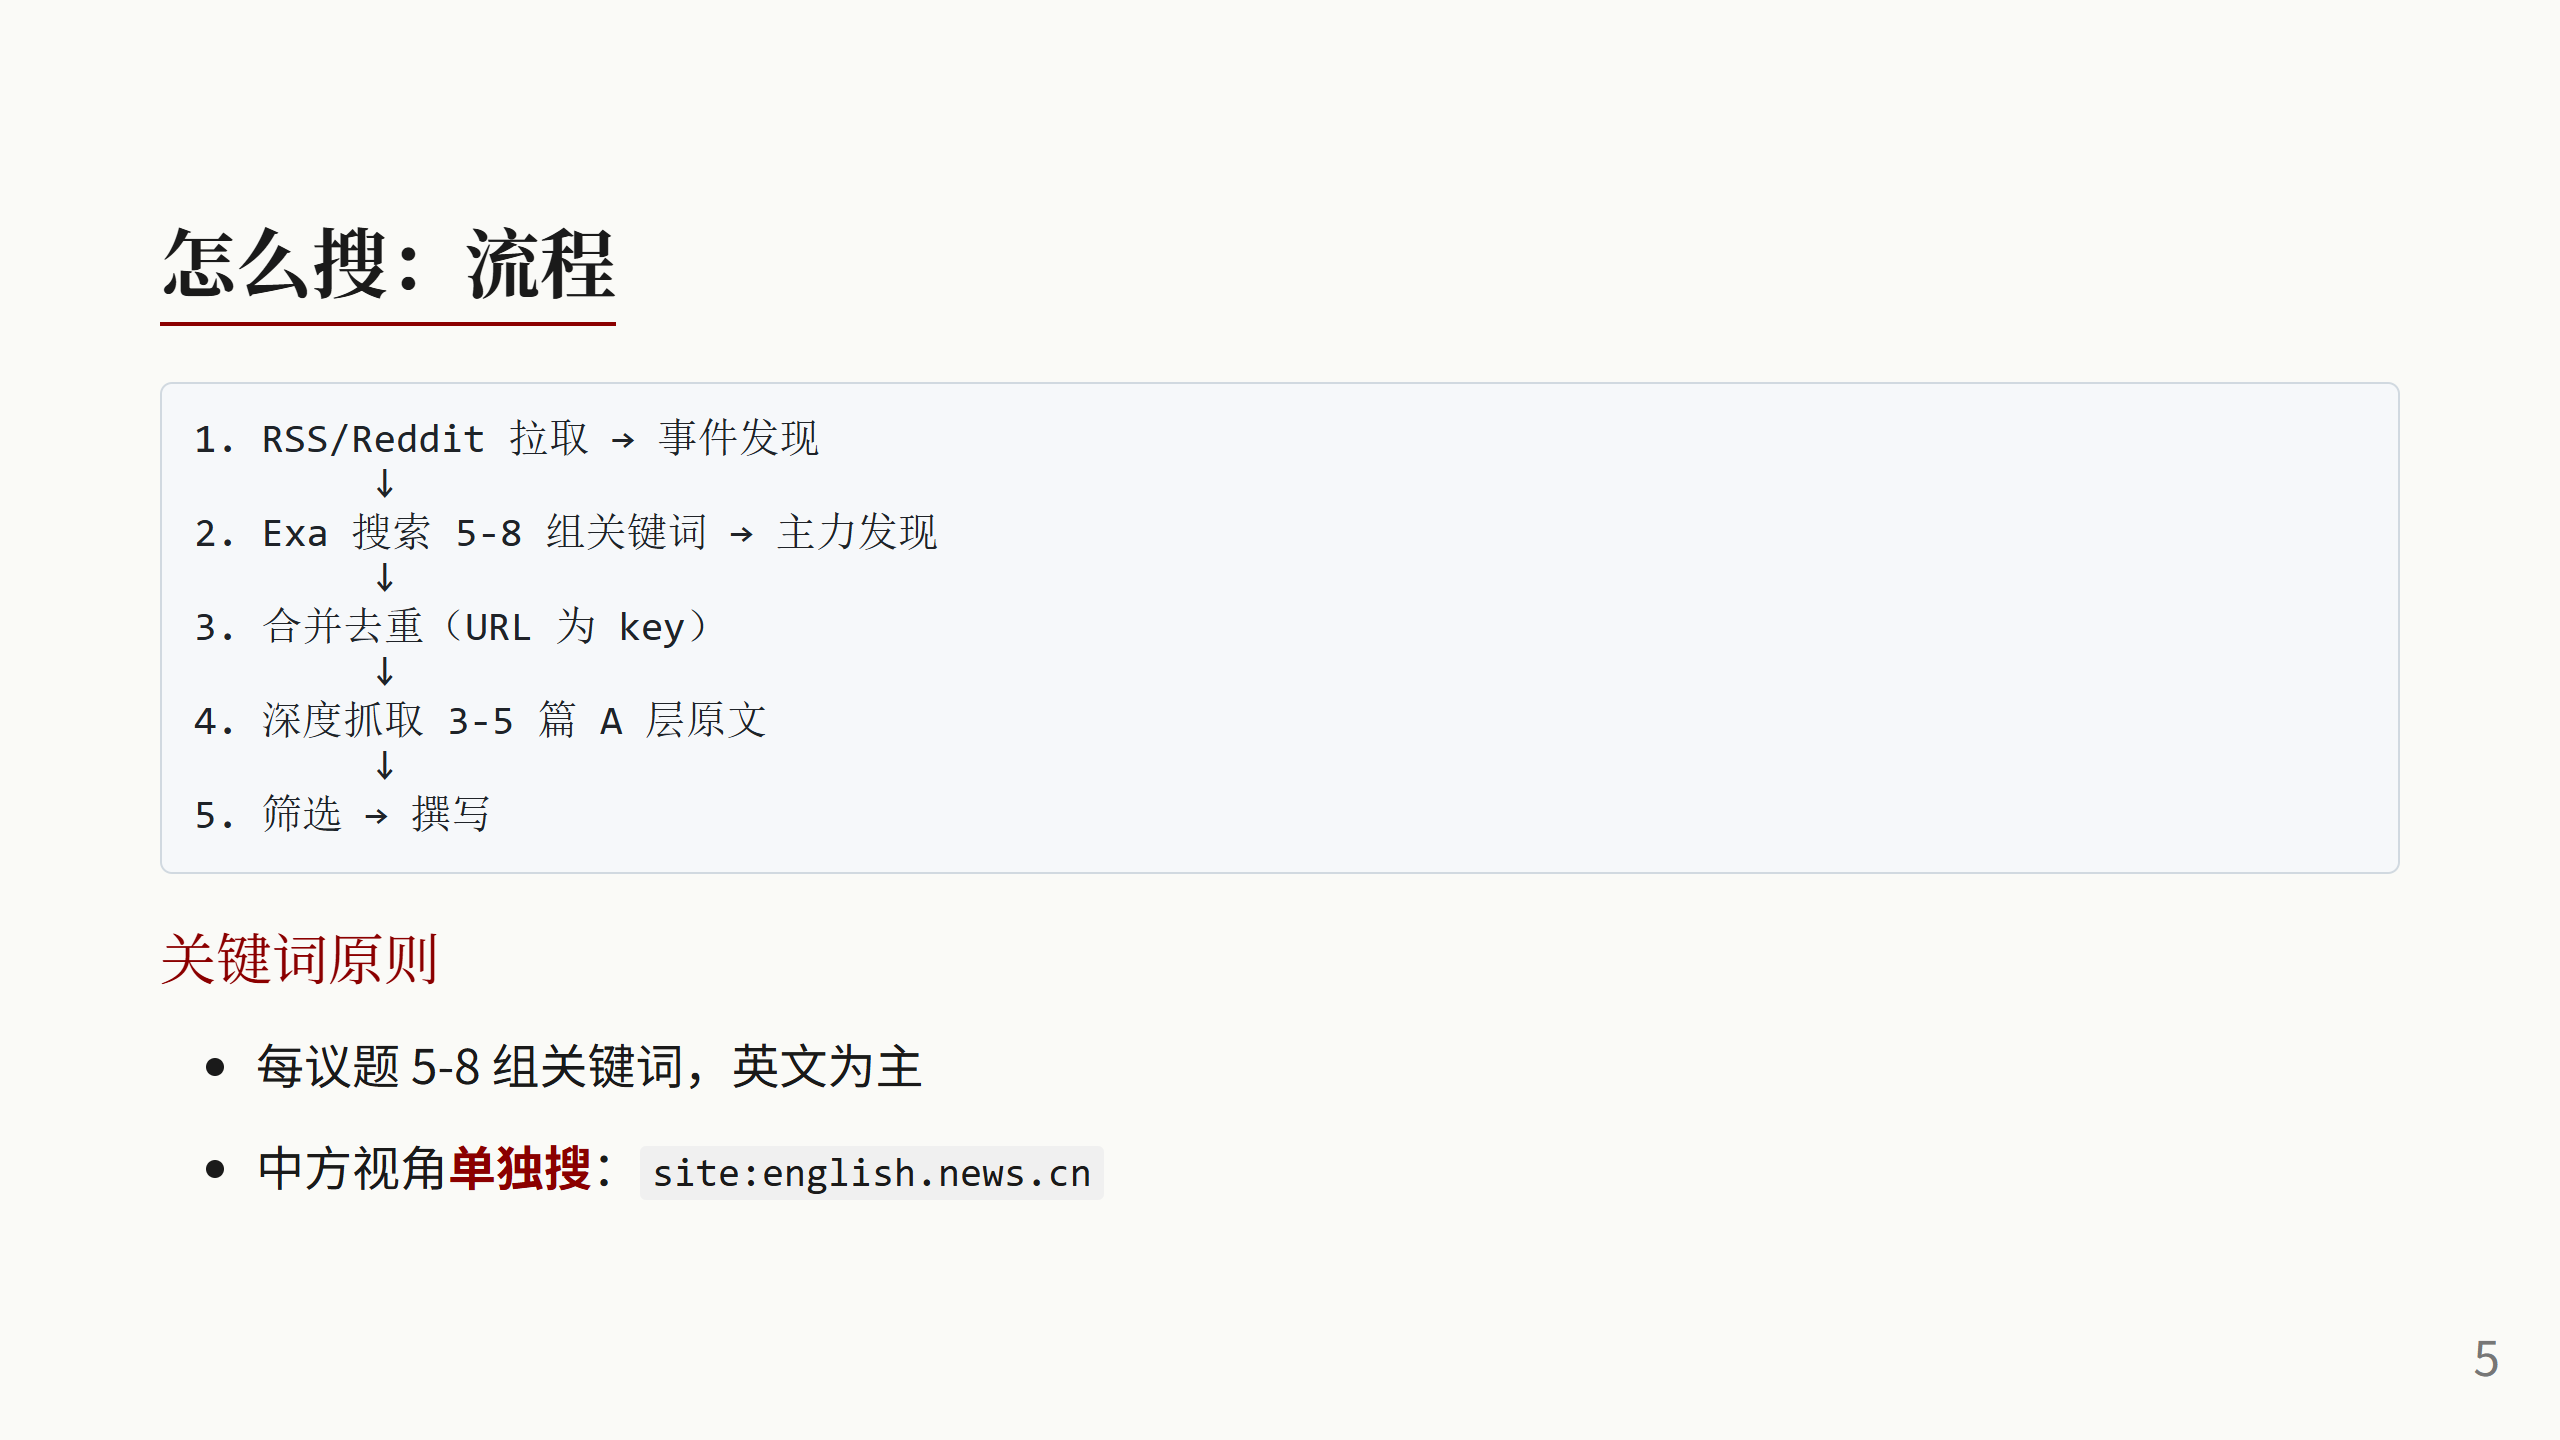 怎么搜：流程
1. RSS/Reddit 拉取 → 事件发现
↓
2. Exa 搜索 5-8 组关键词 → 主力发现
↓
3. 合并去重（URL 为 key）
↓
4. 深度抓取 3-5 篇 A 层原文
↓
5. 筛选 → 撰写
关键词原则
• 每议题 5-8 组关键词，英文为主
• 中方视角单独搜：site:english.news.cn
5